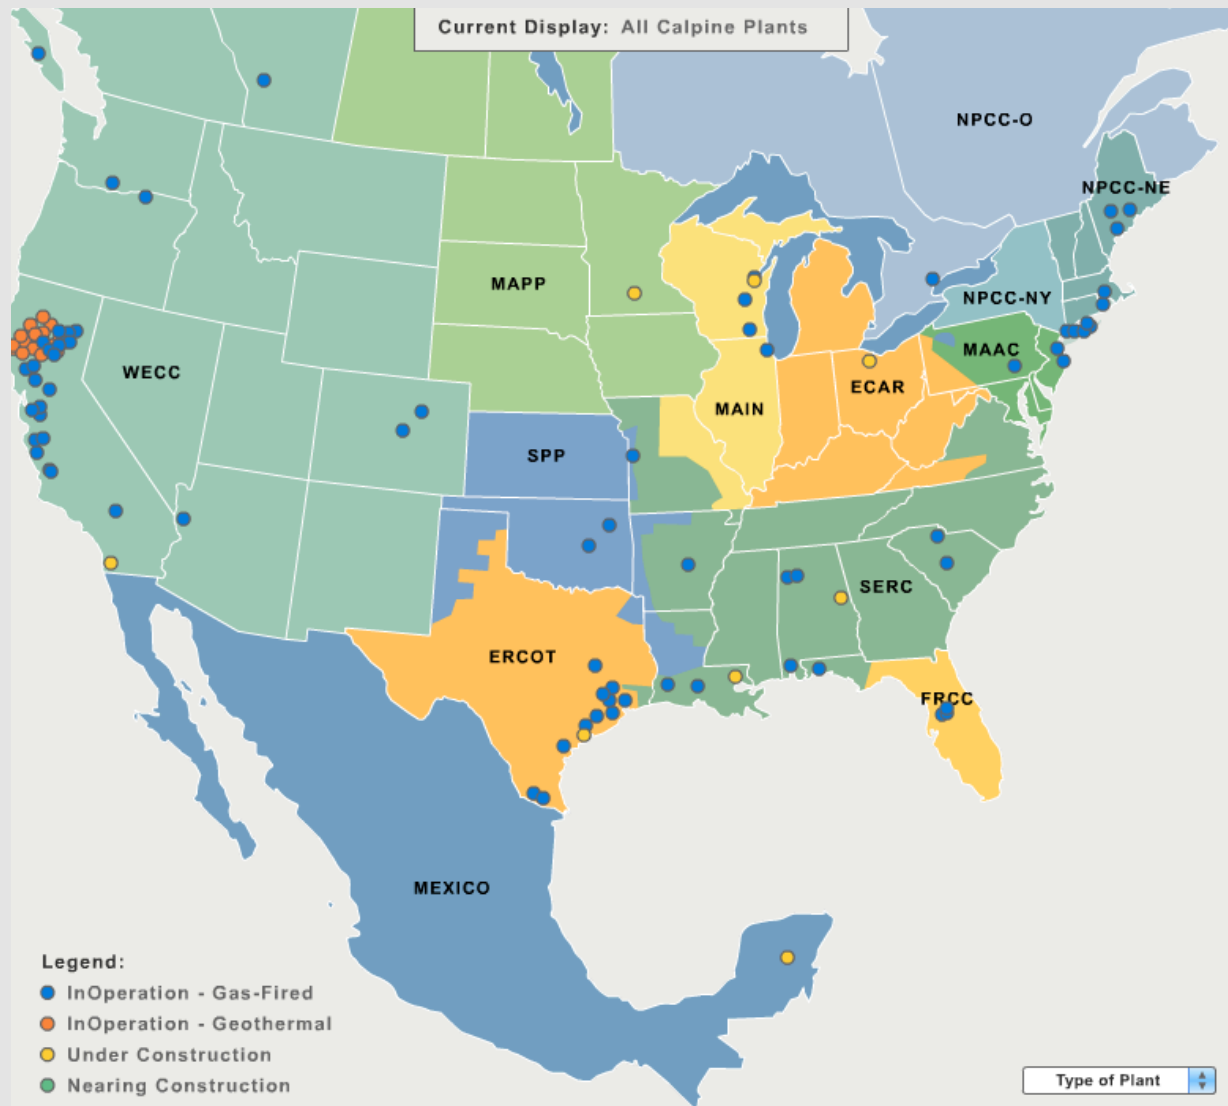 Current Display: All Calpine Plants
NPCC-O
NPCC-NE
MAPP
NPCC-NY
WECC
MAAC
ECAR
MAIN
SPP
SERC
ERCOT
FRCC
MEXICO
Legend:
InOperation - Gas-Fired
InOperation - Geothermal
Under Construction
Nearing Construction
Type of Plant